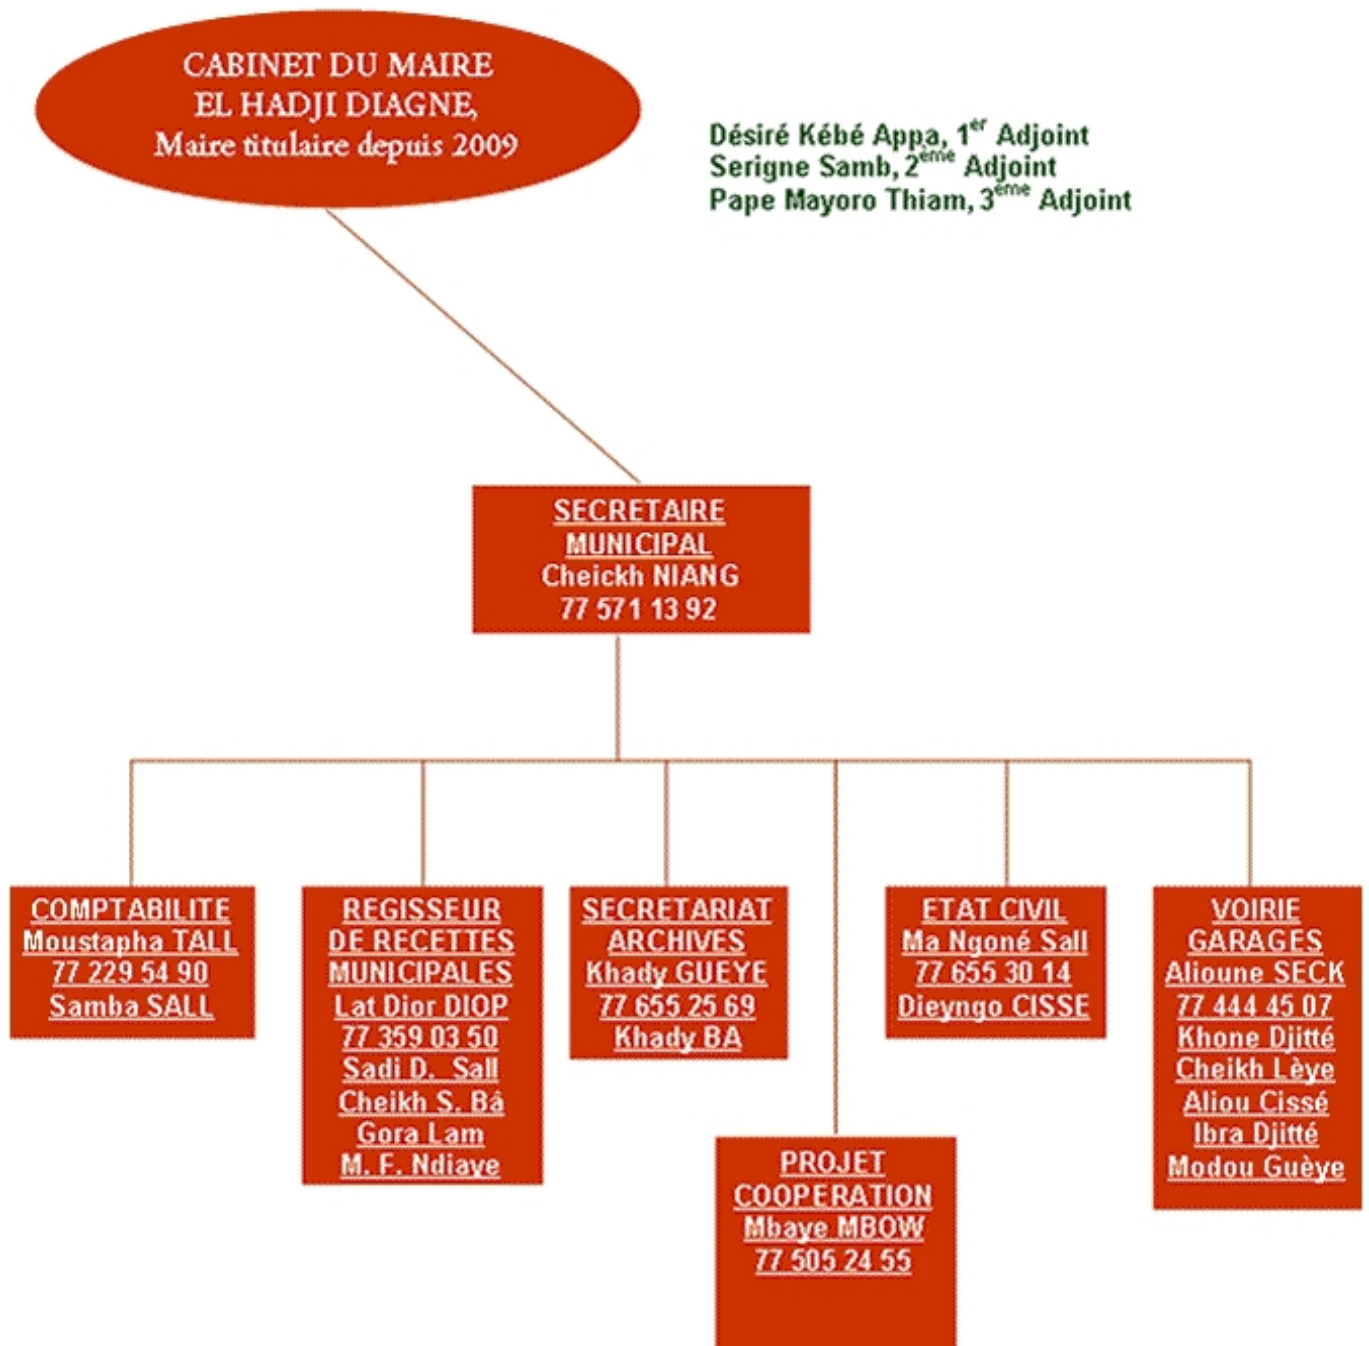 CABINET DU MAIRE
EL HADJI DIAGNE,
Maire titulaire depuis 2009
Désiré Kébé Appa, 1er Adjoint
Serigne Samb, 2ème Adjoint
Pape Mayoro Thiam, 3ème Adjoint
SECRETAIRE
MUNICIPAL
Cheickh NIANG
77 571 13 92
COMPTABILITE
Moustapha TALL
77 229 54 90
Samba SALL
REGISSEUR
DE RECETTES
MUNICIPALES
Lat Dior DIOP
77 359 03 50
Sadi D. Sall
Cheikh S. Bâ
Gora Lam
M. F. Ndiaye
SECRETARIAT
ARCHIVES
Khady GUEYE
77 655 25 69
Khady BA
PROJET
COOPERATION
Mbaye MBOW
77 505 24 55
ETAT CIVIL
Ma Ngoné Sall
77 655 30 14
Dieyngo CISSE
VOIRIE
GARAGES
Alioune SECK
77 444 45 07
Khone Djitté
Cheikh Lèye
Aliou Cissé
Ibra Djitté
Modou Guèye